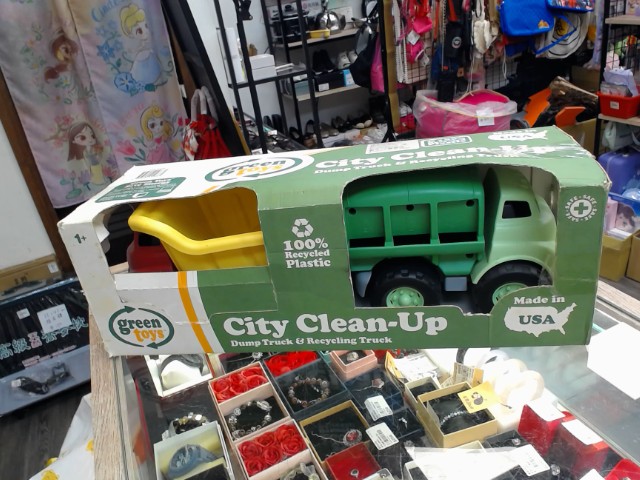 green
toys
City Clean-Up
Dump Truck & Recycling Truck
USA
1+
100%
Recycled
Plastic
green
toys
City Clean-Up
Dump Truck & Recycling Truck
Made in
USA